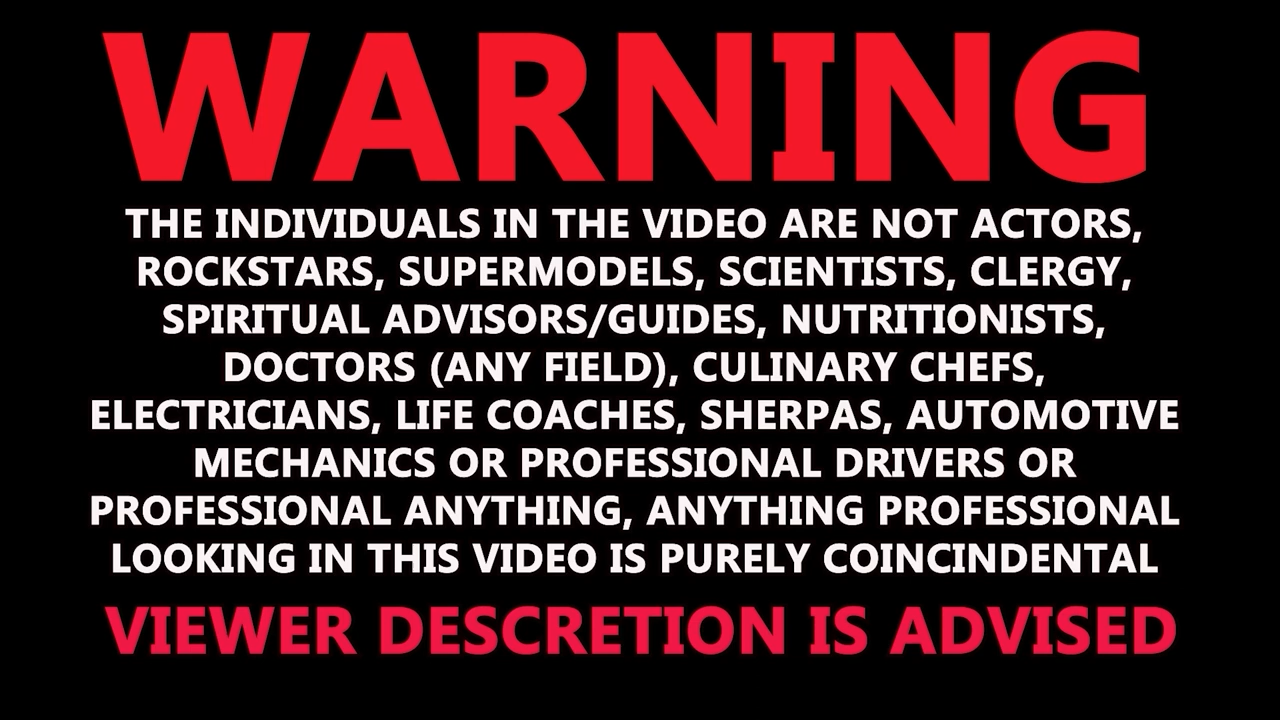 WARNING
THE INDIVIDUALS IN THE VIDEO ARE NOT ACTORS,
ROCKSTARS, SUPERMODELS, SCIENTISTS, CLERGY,
SPIRITUAL ADVISORS/GUIDES, NUTRITIONISTS,
DOCTORS (ANY FIELD), CULINARY CHEFS,
ELECTRICIANS, LIFE COACHES, SHERPAS, AUTOMOTIVE
MECHANICS OR PROFESSIONAL DRIVERS OR
PROFESSIONAL ANYTHING, ANYTHING PROFESSIONAL
LOOKING IN THIS VIDEO IS PURELY COINCINDENTAL
VIEWER DESCRETION IS ADVISED